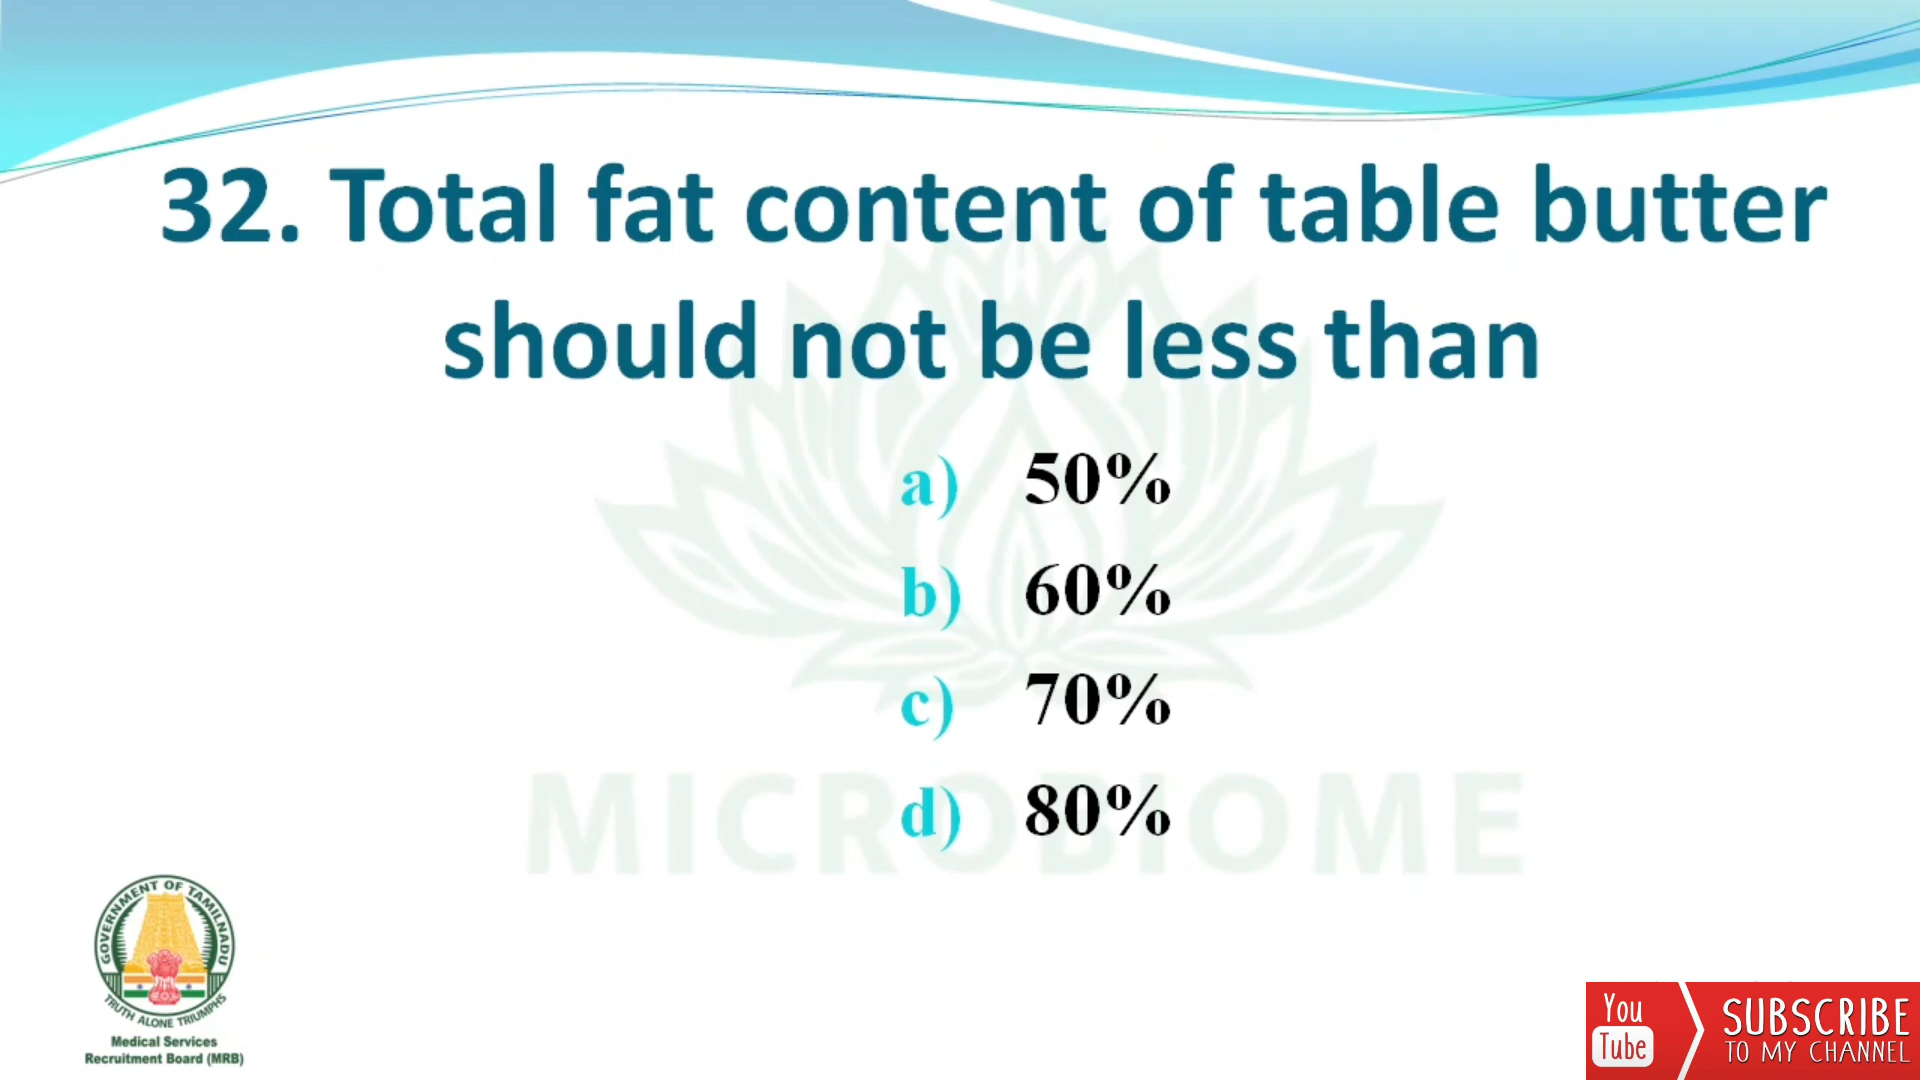 32. Total fat content of table butter
should not be less than
a) 50%
b) 60%
c) 70%
d) 80%
MICROBIOME
GOVERNMENT OF TAMILNADU
TRUTH ALONE TRIUMPHS
Medical Services
Recruitment Board (MRB)
You
Tube
SUBSCRIBE
TO MY CHANNEL